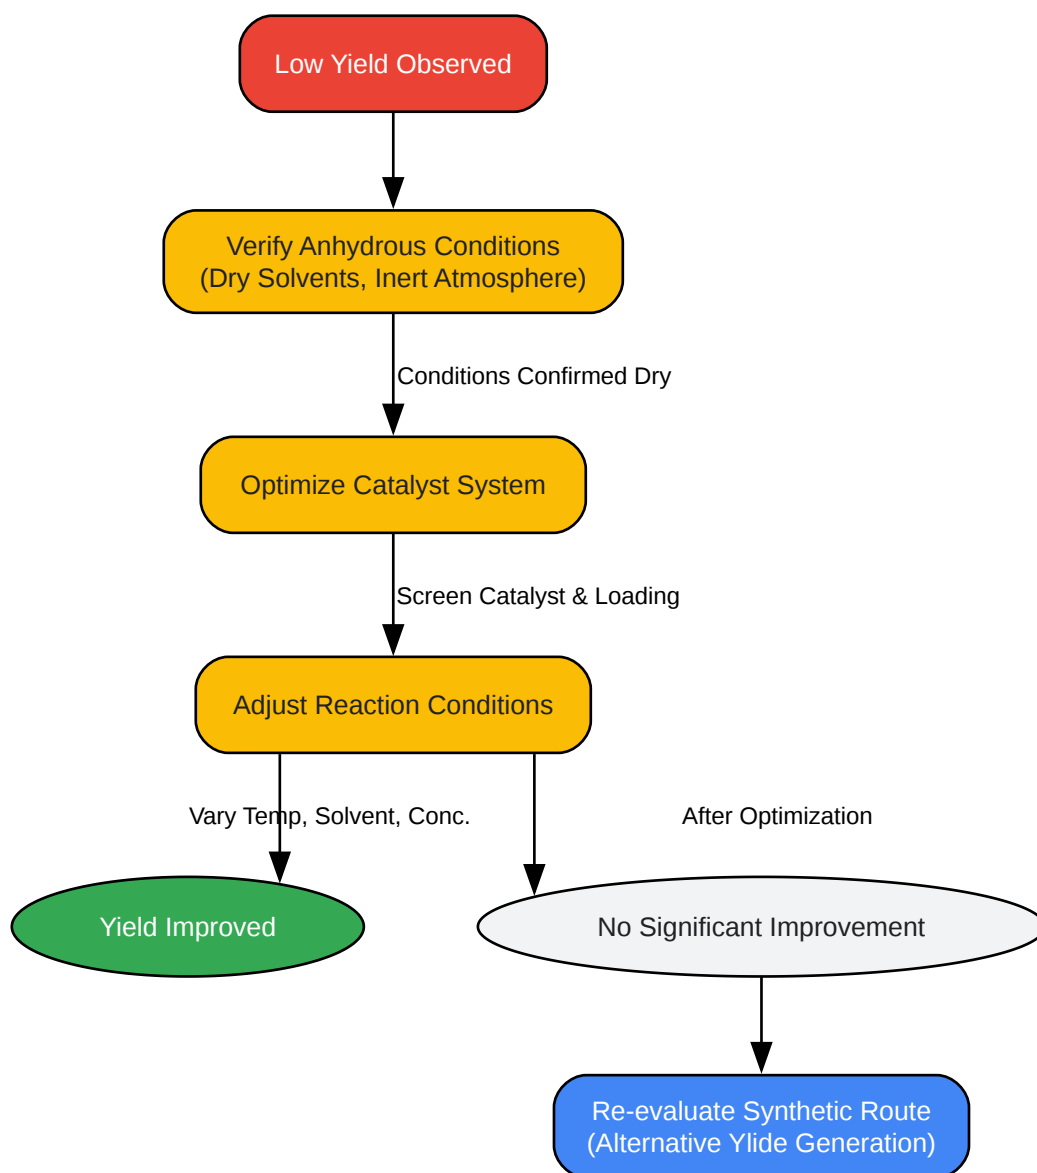 Low Yield Observed
Verify Anhydrous Conditions
(Dry Solvents, Inert Atmosphere)
Conditions Confirmed Dry
Optimize Catalyst System
Screen Catalyst & Loading
Adjust Reaction Conditions
Vary Temp, Solvent, Conc.
After Optimization
Yield Improved
No Significant Improvement
Re-evaluate Synthetic Route
(Alternative Ylide Generation)